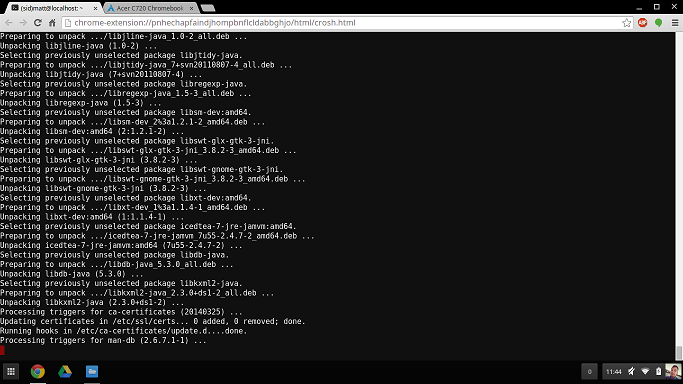 (sid)matt@localhost: ~
Acer C720 Chromebook
chrome-extension://pnhechapfaindjhompbnflcldabbghjo/html/crosh.html
Preparing to unpack .../libjline-java_1.0-2_all.deb ...
Unpacking libjline-java (1.0-2) ...
Selecting previously unselected package libjtidy-java.
Preparing to unpack .../libjtidy-java_7+svn20110807-4_all.deb ...
Unpacking libjtidy-java (7+svn20110807-4) ...
Selecting previously unselected package libregexp-java.
Preparing to unpack .../libregexp-java_1.5-3_all.deb ...
Unpacking libregexp-java (1.5-3) ...
Selecting previously unselected package libsm-dev:amd64.
Preparing to unpack .../libsm-dev_2%3a1.2.1-2_amd64.deb ...
Unpacking libsm-dev:amd64 (2:1.2.1-2) ...
Selecting previously unselected package libswt-glx-gtk-3-jni.
Preparing to unpack .../libswt-glx-gtk-3-jni_3.8.2-3_amd64.deb ...
Unpacking libswt-glx-gtk-3-jni (3.8.2-3) ...
Selecting previously unselected package libswt-gnome-gtk-3-jni.
Preparing to unpack .../libswt-gnome-gtk-3-jni_3.8.2-3_amd64.deb ...
Unpacking libswt-gnome-gtk-3-jni (3.8.2-3) ...
Selecting previously unselected package libxt-dev:amd64.
Preparing to unpack .../libxt-dev_1%3a1.1.4-1_amd64.deb ...
Unpacking libxt-dev:amd64 (1:1.1.4-1) ...
Selecting previously unselected package icedtea-7-jre-jamvm:amd64.
Preparing to unpack .../icedtea-7-jre-jamvm_7u55-2.4.7-2_amd64.deb ...
Unpacking icedtea-7-jre-jamvm:amd64 (7u55-2.4.7-2) ...
Selecting previously unselected package libdb-java.
Preparing to unpack .../libdb-java_5.3.0_all.deb ...
Unpacking libdb-java (5.3.0) ...
Selecting previously unselected package libkxml2-java.
Preparing to unpack .../libkxml2-java_2.3.0+ds1-2_all.deb ...
Unpacking libkxml2-java (2.3.0+ds1-2) ...
Processing triggers for ca-certificates (20140325) ...
Updating certificates in /etc/ssl/certs... 0 added, 0 removed; done.
Running hooks in /etc/ca-certificates/update.d....done.
Processing triggers for man-db (2.6.7.1-1) ...
0
11:44